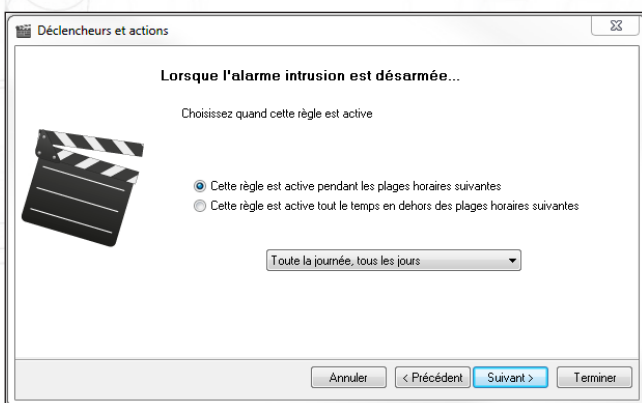 Déclencheurs et actions
Lorsque l'alarme intrusion est désarmée...
Choisissez quand cette règle est active
Cette règle est active pendant les plages horaires suivantes
Cette règle est active tout le temps en dehors des plages horaires suivantes
Toute la journée, tous les jours
Annuler
< Précédent
Suivant >
Terminer